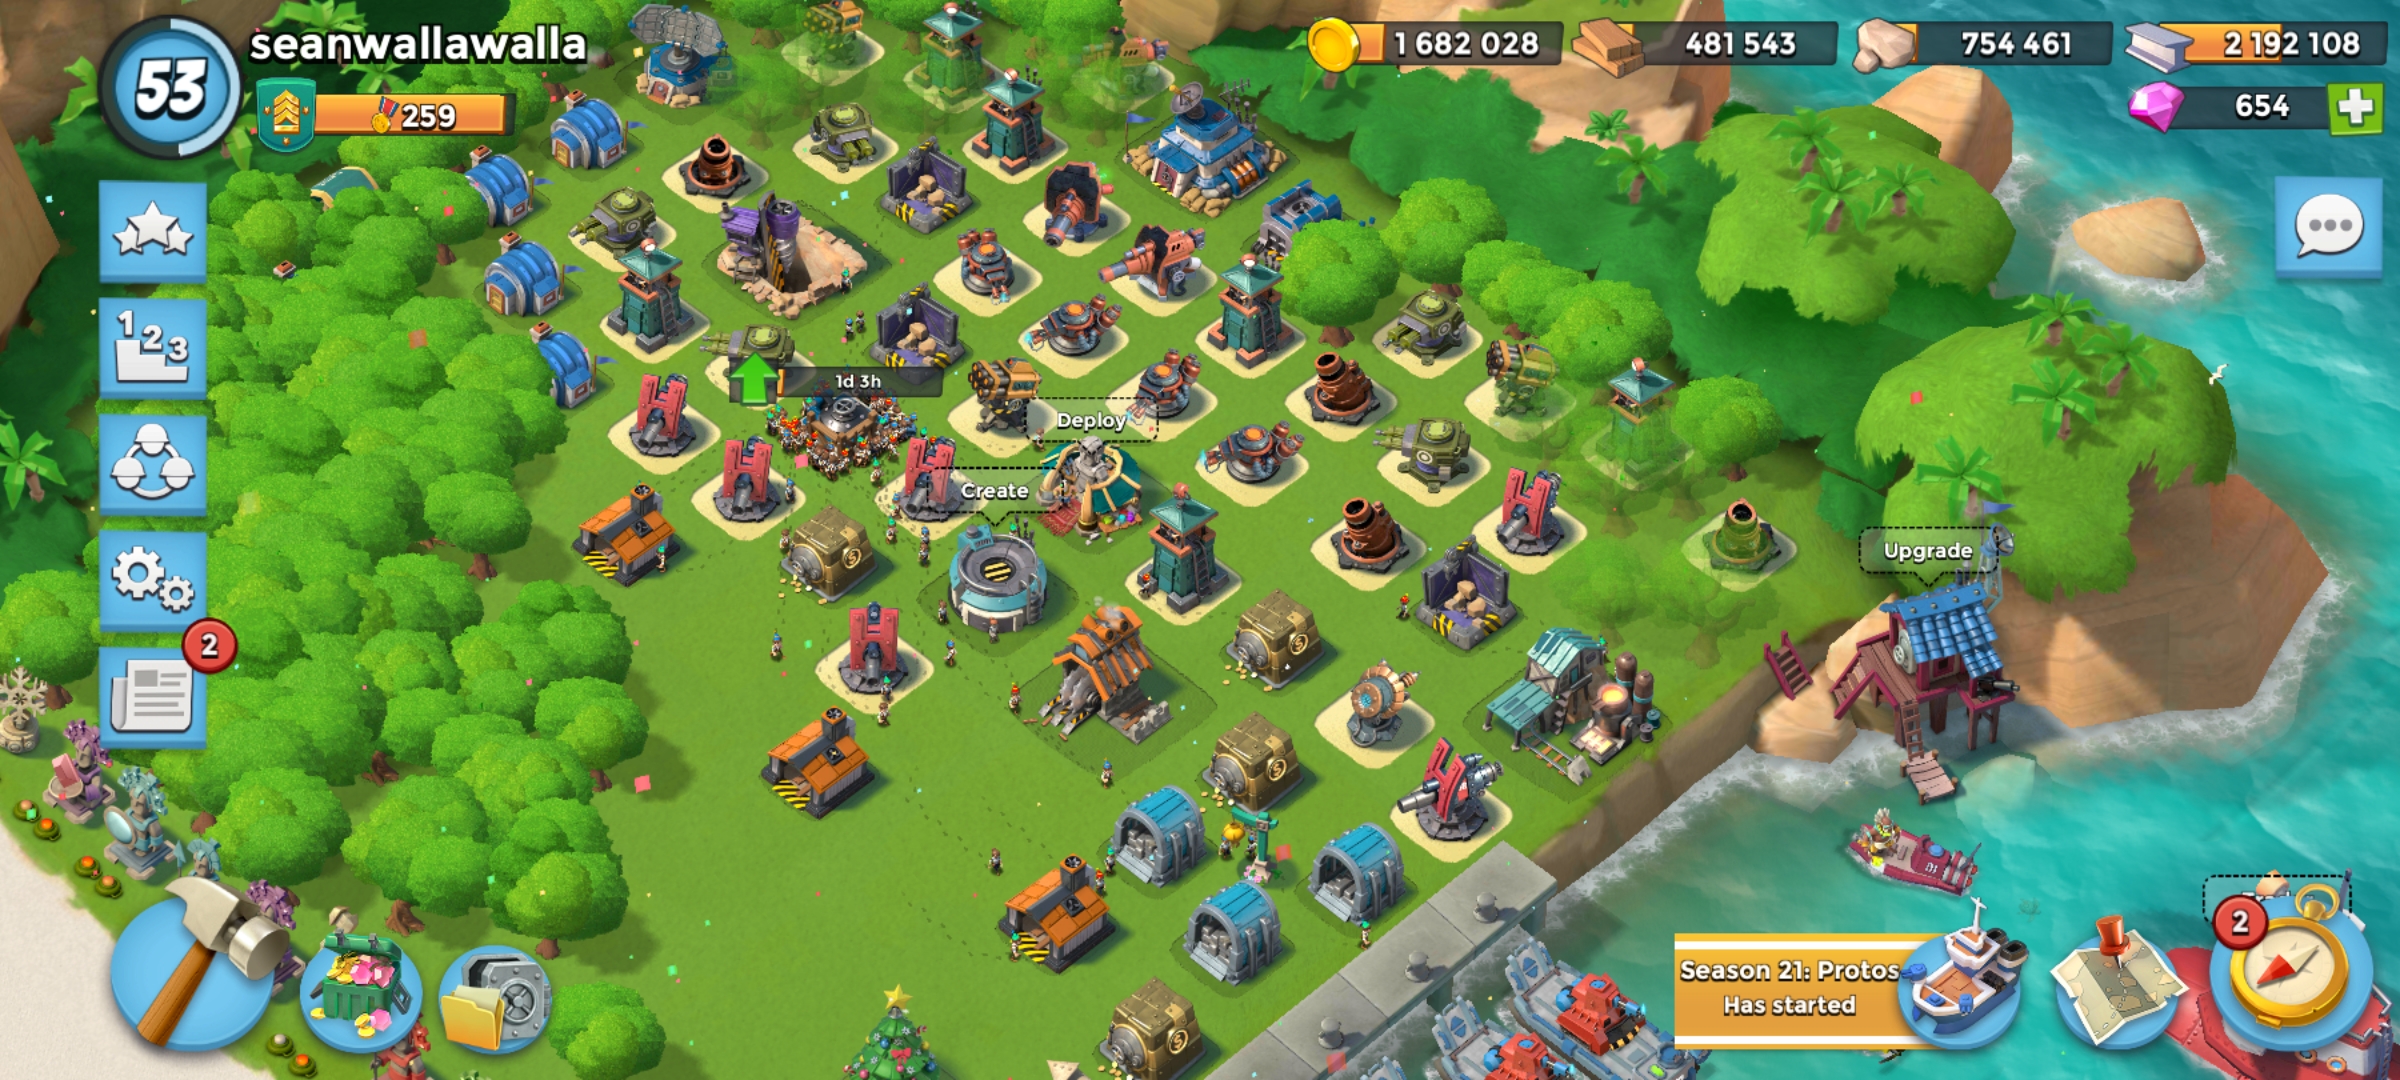 53
seanwallawalla
259
1 682 028
481 543
754 461
2 192 108
654
123
1d 3h
Deploy
Create
Upgrade
2
2
Season 21: Protos
Has started